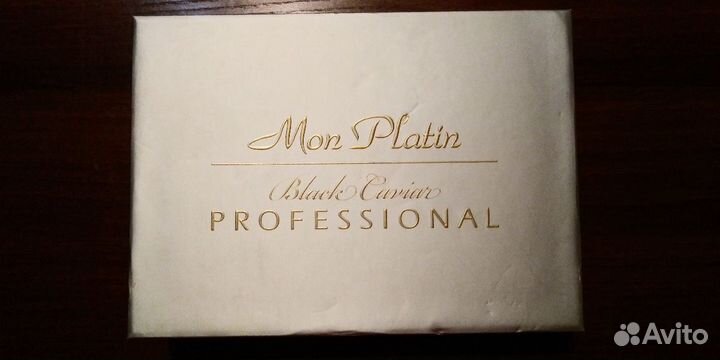 Mon Platin
Black Caviar
PROFESSIONAL
Avito